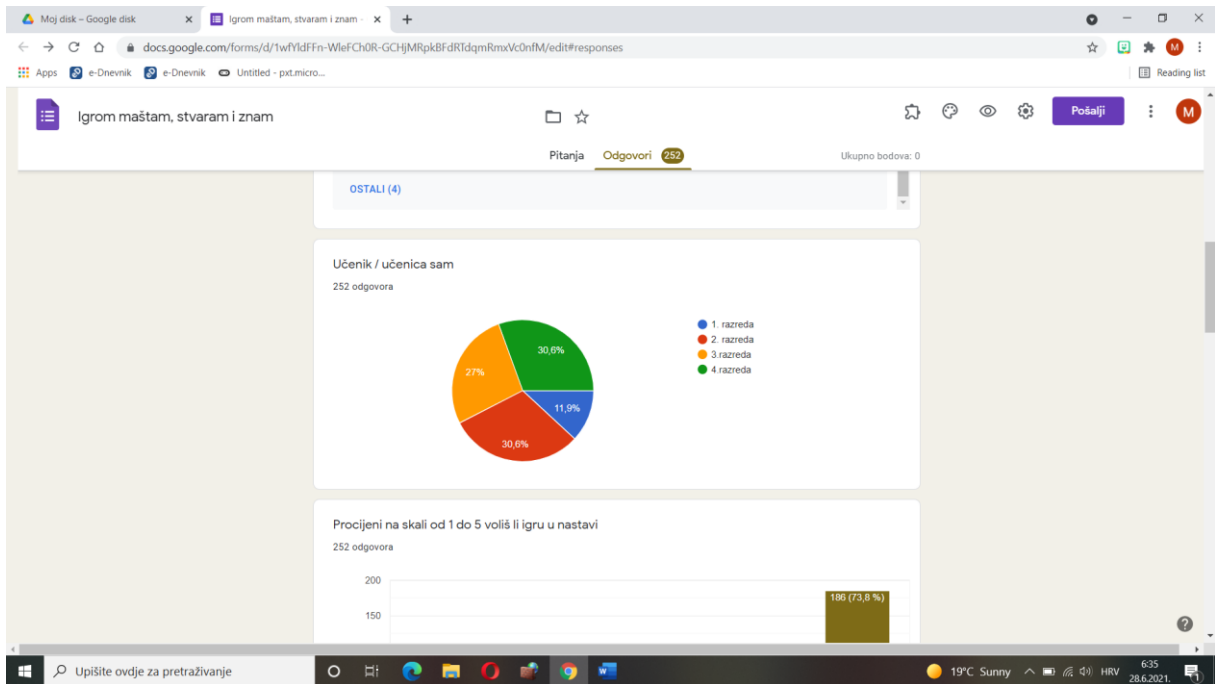 Moj disk – Google disk
Igrom maštam, stvaram i znam -
docs.google.com/forms/d/1wfYldFFn-WleFCh0R-GCHjMRpkBFdRTdqmRmxVc0nfM/edit#responses
Apps e-Dnevnik e-Dnevnik Untitled - pxt.micro... Reading list
Igrom maštam, stvaram i znam
Pošalji
M
Pitanja Odgovori 252 Ukupno bodova: 0
OSTALI (4)
Učenik / učenica sam
252 odgovora
1. razreda
2. razreda
3.razreda
4.razreda
30,6%
27%
11,9%
30,6%
Procijeni na skali od 1 do 5 voliš li igru u nastavi
252 odgovora
200
186 (73,8 %)
150
Upišite ovdje za pretraživanje
19°C Sunny HRV 6:35
28.6.2021.